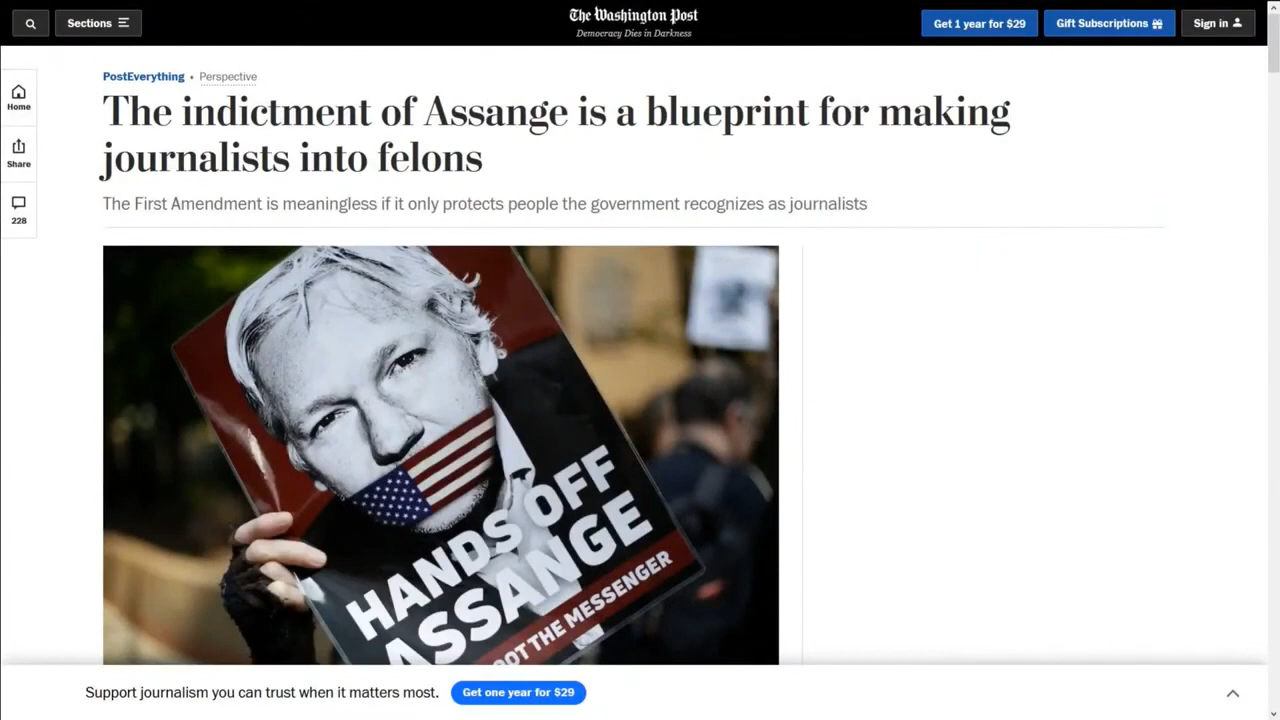 Sections
The Washington Post
Democracy Dies in Darkness
Get 1 year for $29
Gift Subscriptions
Sign in
Home
Share
228
PostEverything • Perspective
The indictment of Assange is a blueprint for making
journalists into felons
The First Amendment is meaningless if it only protects people the government recognizes as journalists
HANDS OFF
ASSANGE
OOT THE MESSENGER
Support journalism you can trust when it matters most.
Get one year for $29